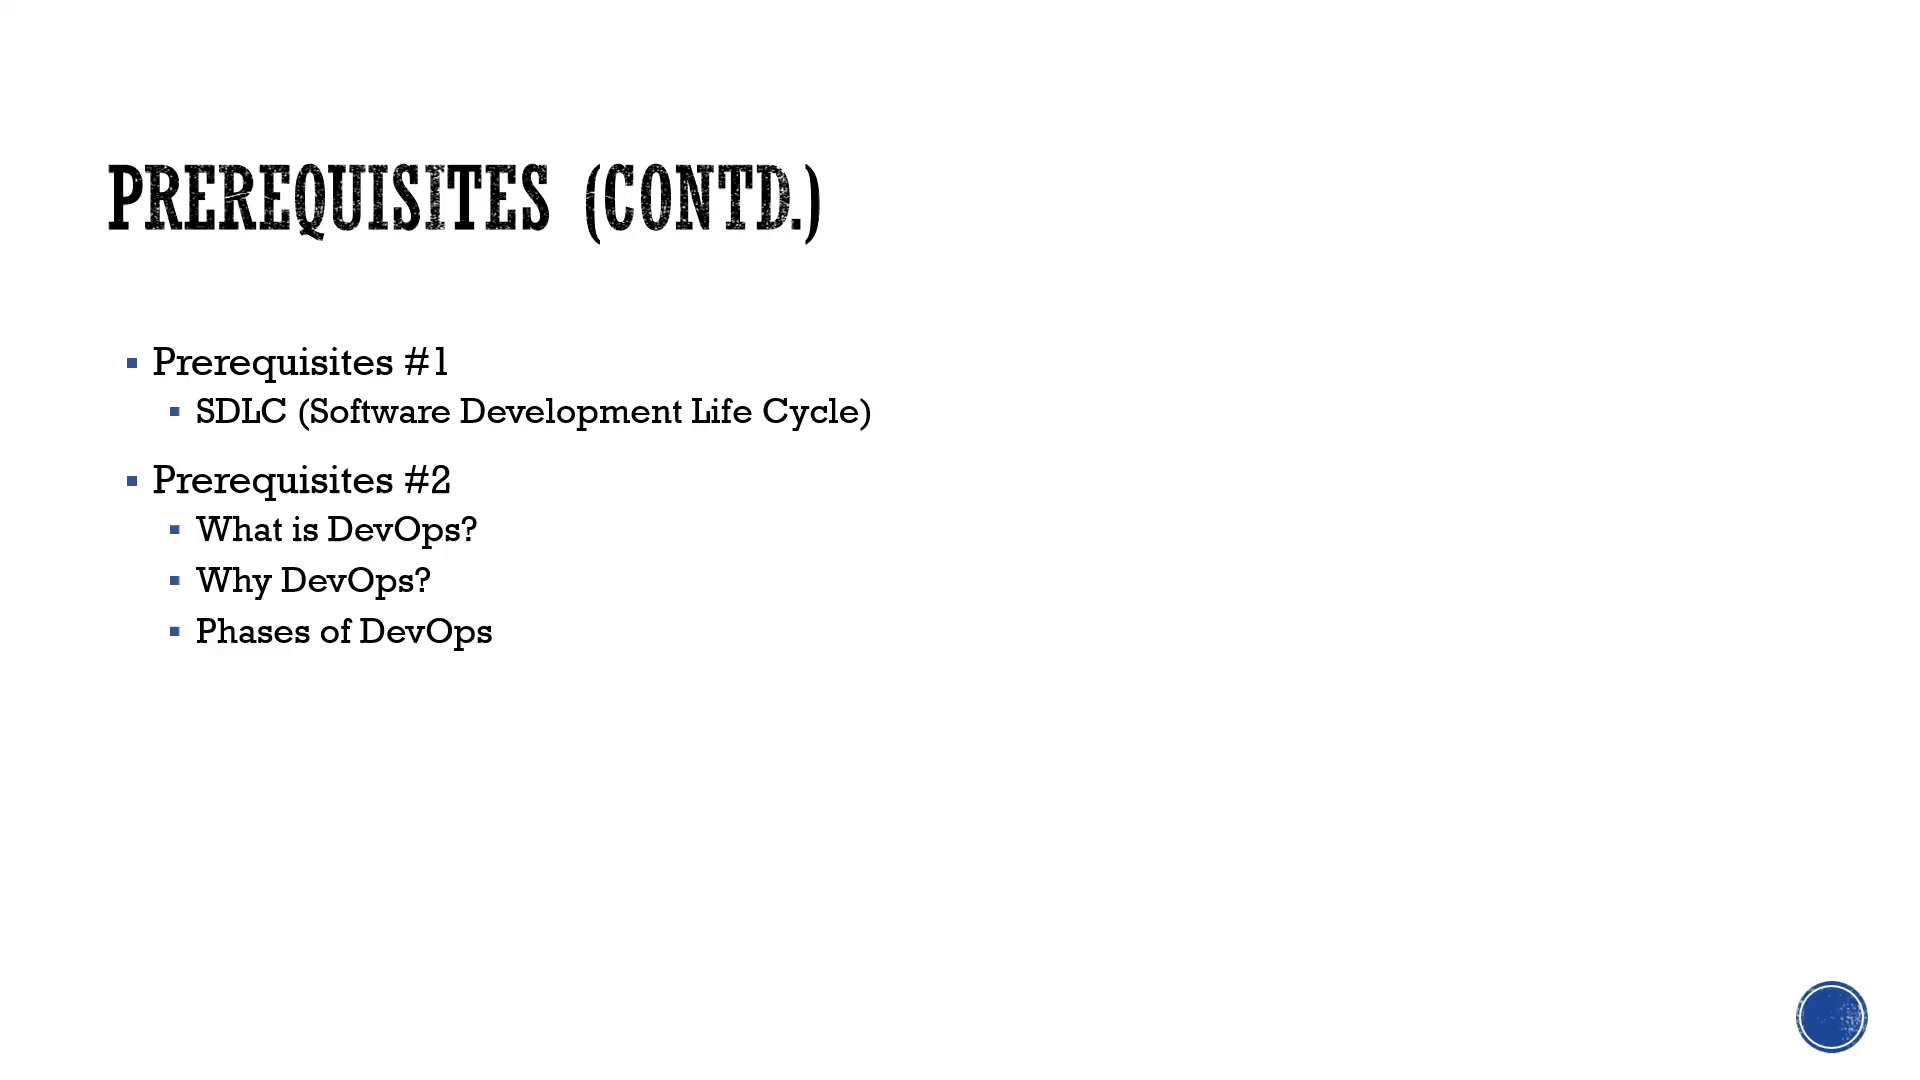 PREREQUISITES (CONTD.)
Prerequisites #1
SDLC (Software Development Life Cycle)
Prerequisites #2
What is DevOps?
Why DevOps?
Phases of DevOps